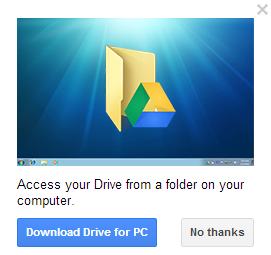 Access your Drive from a folder on your
computer.
Download Drive for PC
No thanks